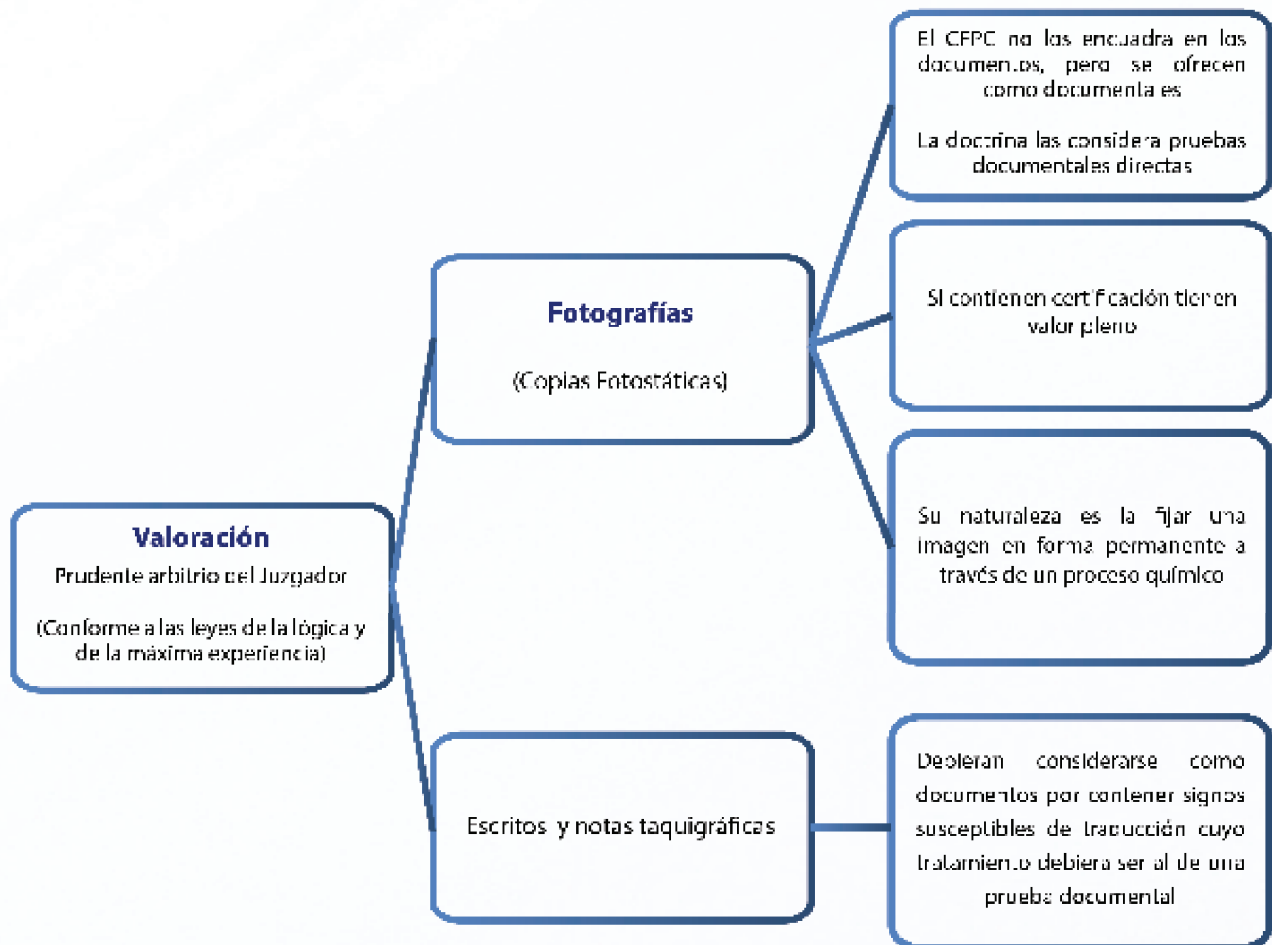 El CFPC no los encuadra en los
documentos, pero se ofrecen
como documentales
La doctrina las considera pruebas
documentales directas
Si contienen certificación tienen
valor pleno
Fotografías
(Copias Fotostáticas)
Su naturaleza es la fijar una
imagen en forma permanente a
través de un proceso químico
Valoración
Prudente arbitrio del Juzgador
(Conforme a las leyes de la lógica y
de la máxima experiencia)
Escritos y notas taquigráficas
Debieran considerarse como
documentos por contener signos
susceptibles de traducción cuyo
tratamiento debiera ser al de una
prueba documental